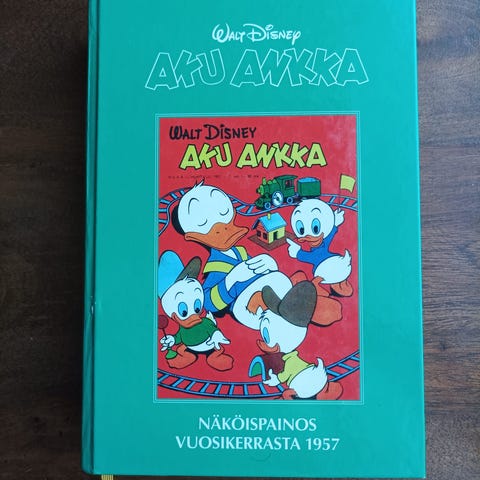 WALT DISNEY
AKU ANKKA
WALT DISNEY
AKU ANKKA
NÄKÖISPAINOS
VUOSIKERRASTA 1957